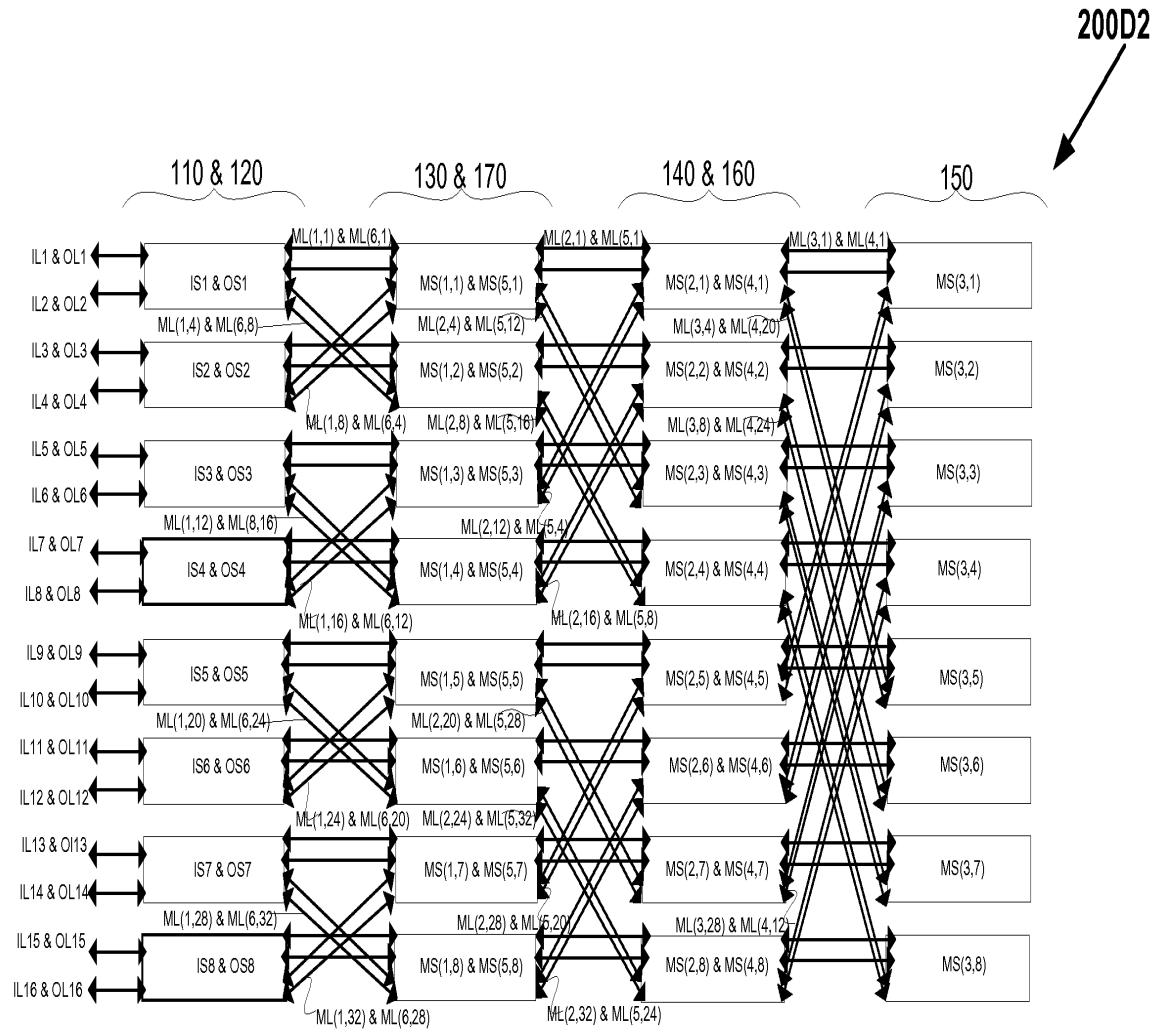 200D2
110 & 120
130 & 170
140 & 160
150
ML(1,1) & ML(6,1)
ML(2,1) & ML(5,1)
ML(3,1) & ML(4,1)
IL1 & OL1
IS1 & OS1
MS(1,1) & MS(5,1)
MS(2,1) & MS(4,1)
MS(3,1)
IL2 & OL2
ML(1,4) & ML(6,8)
ML(2,4) & ML(5,12)
ML(3,4) & ML(4,20)
IL3 & OL3
IS2 & OS2
MS(1,2) & MS(5,2)
MS(2,2) & MS(4,2)
MS(3,2)
IL4 & OL4
ML(1,8) & ML(6,4)
ML(2,8) & ML(5,16)
ML(3,8) & ML(4,24)
IL5 & OL5
IS3 & OS3
MS(1,3) & MS(5,3)
MS(2,3) & MS(4,3)
MS(3,3)
IL6 & OL6
ML(1,12) & ML(8,16)
ML(2,12) & ML(5,4)
IL7 & OL7
IS4 & OS4
MS(1,4) & MS(5,4)
MS(2,4) & MS(4,4)
MS(3,4)
IL8 & OL8
ML(1,16) & ML(6,12)
ML(2,16) & ML(5,8)
IL9 & OL9
IS5 & OS5
MS(1,5) & MS(5,5)
MS(2,5) & MS(4,5)
MS(3,5)
IL10 & OL10
ML(1,20) & ML(6,24)
ML(2,20) & ML(5,28)
IL11 & OL11
IS6 & OS6
MS(1,6) & MS(5,6)
MS(2,6) & MS(4,6)
MS(3,6)
IL12 & OL12
ML(1,24) & ML(6,20)
ML(2,24) & ML(5,32)
IL13 & Ol13
IS7 & OS7
MS(1,7) & MS(5,7)
MS(2,7) & MS(4,7)
MS(3,7)
IL14 & OL14
ML(1,28) & ML(6,32)
ML(2,28) & ML(5,20)
ML(3,28) & ML(4,12)
IL15 & OL15
IS8 & OS8
MS(1,8) & MS(5,8)
MS(2,8) & MS(4,8)
MS(3,8)
IL16 & OL16
ML(1,32) & ML(6,28)
ML(2,32) & ML(5,24)